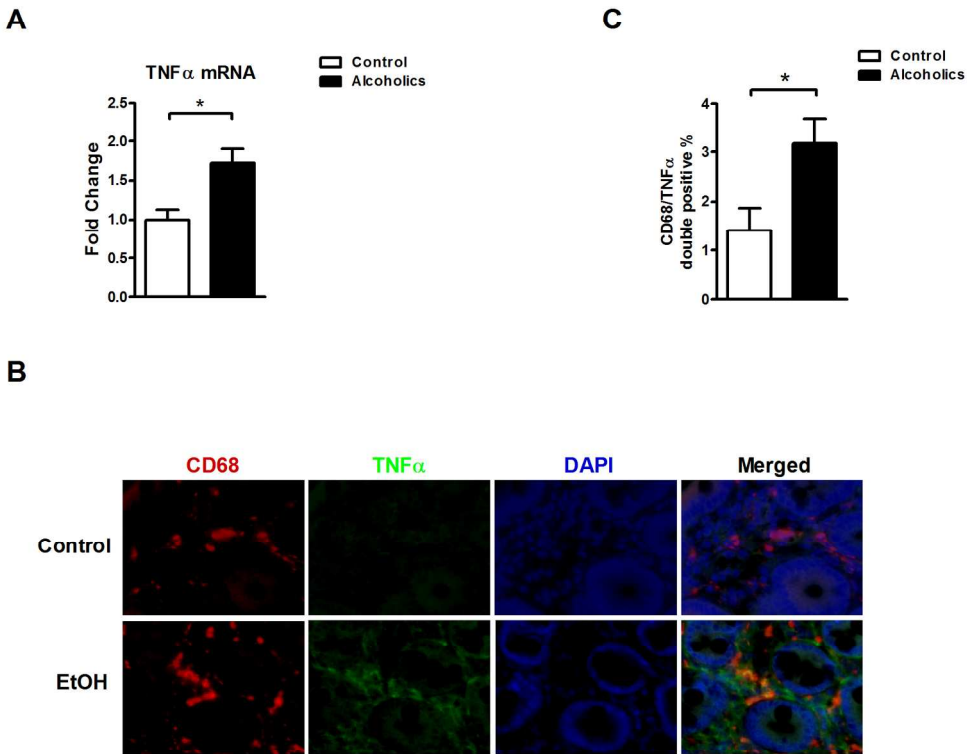 A
TNFα mRNA
Control
Alcoholics
*
2.5
2.0
1.5
1.0
0.5
0.0
Fold Change
C
Control
Alcoholics
*
4
3
2
1
0
CD68/TNFα
double positive %
B
CD68 TNFα DAPI Merged
Control
EtOH